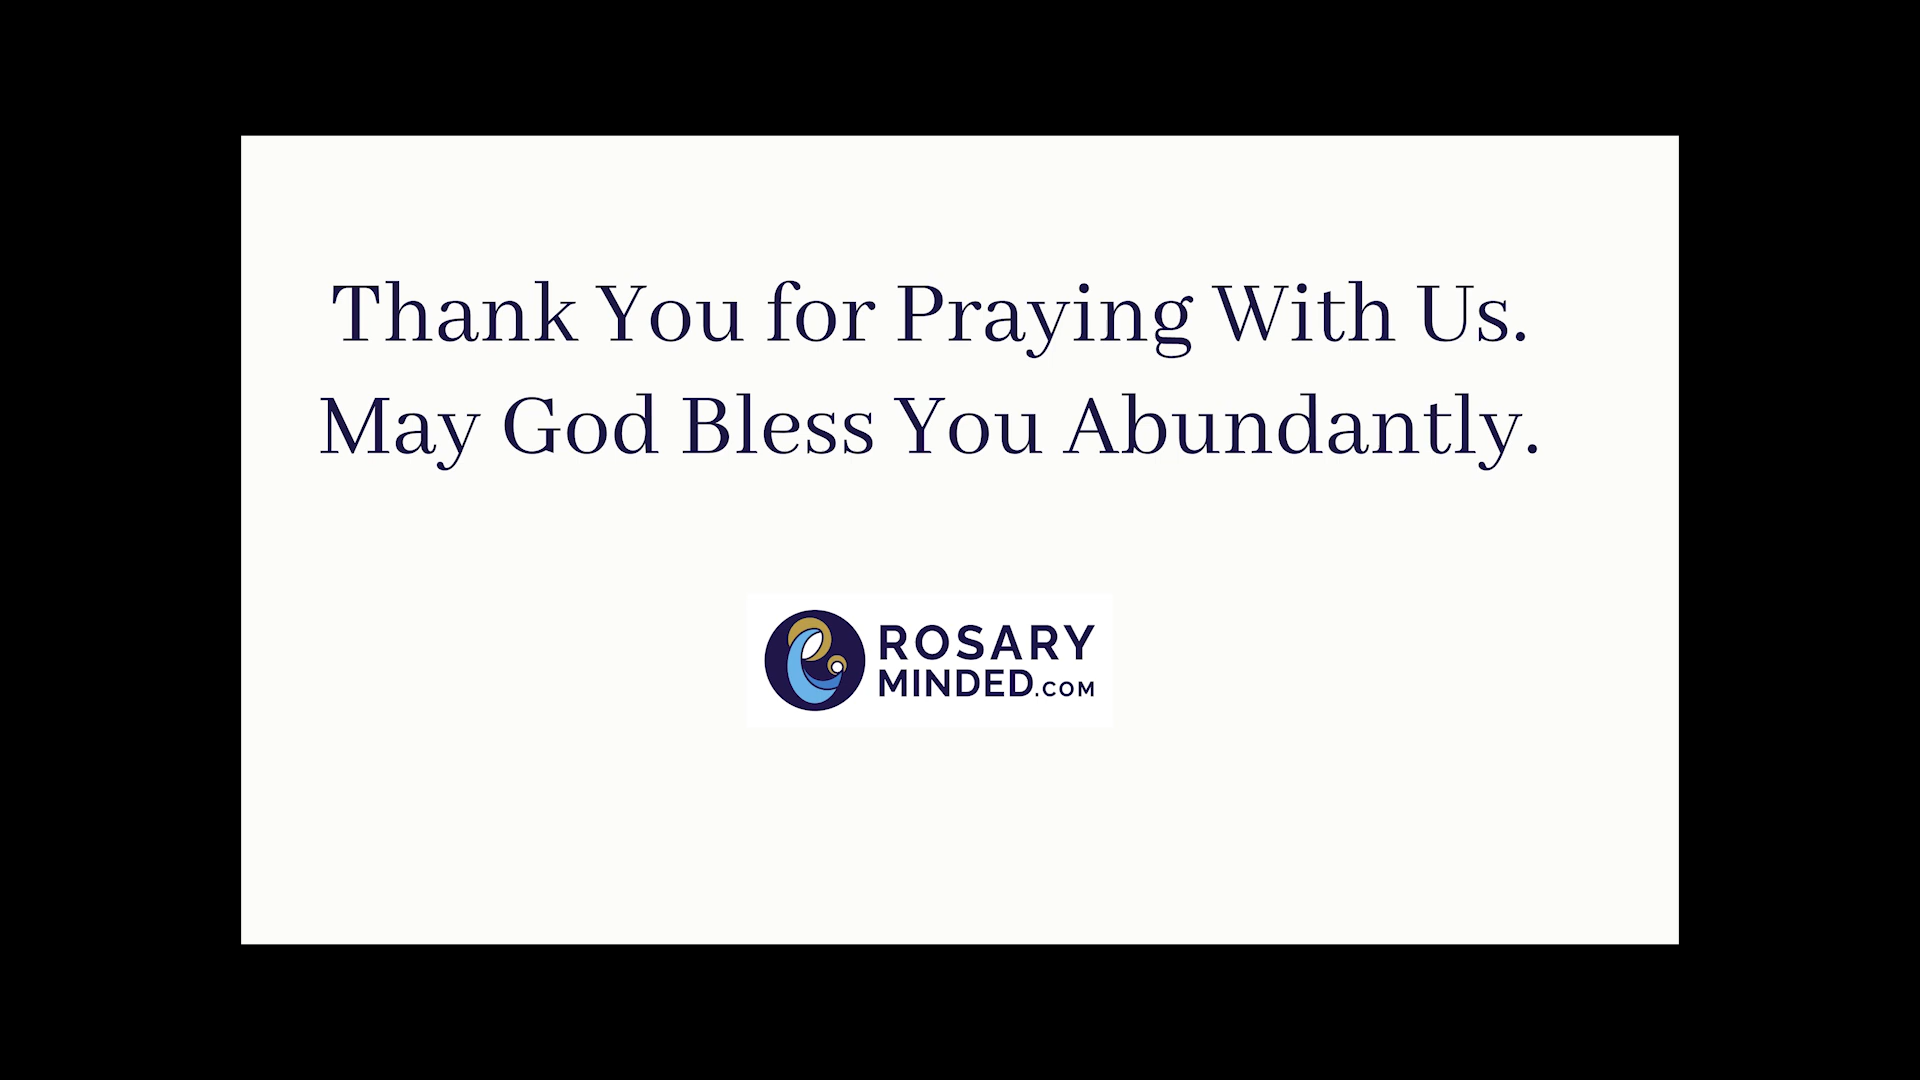 Thank You for Praying With Us.
May God Bless You Abundantly.
ROSARY
MINDED.COM